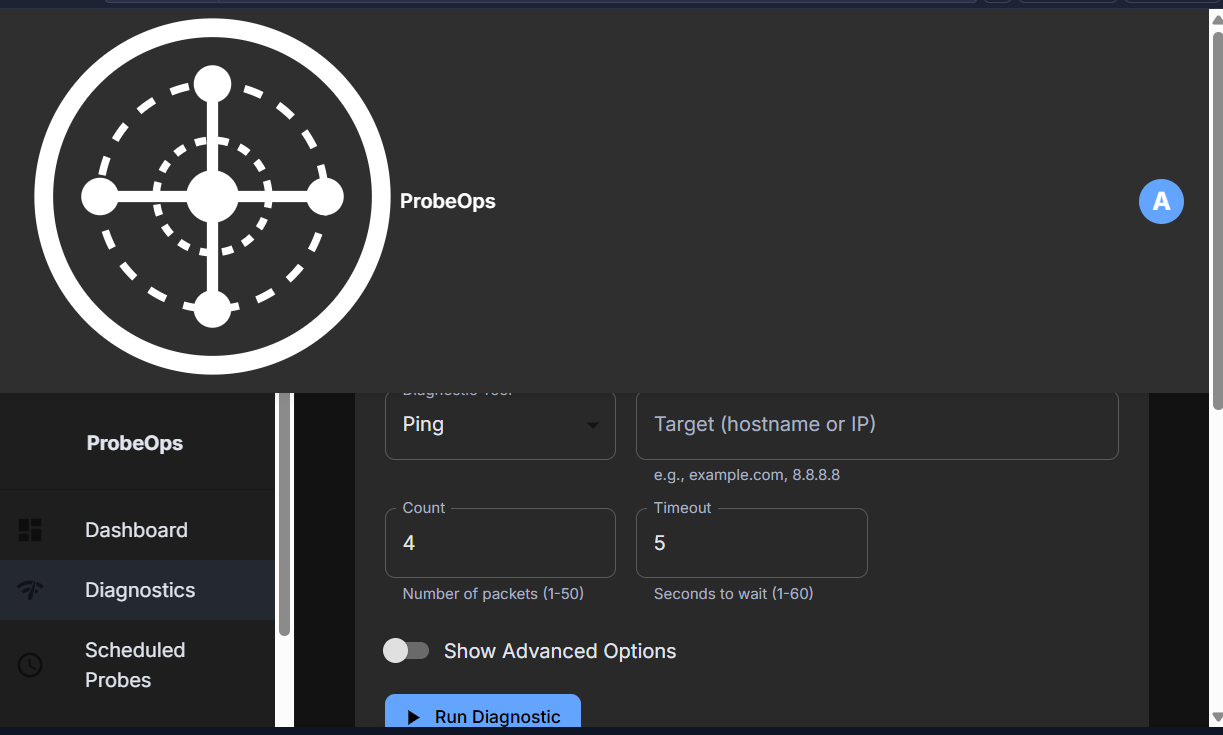 ProbeOps
A
ProbeOps
Dashboard
Diagnostics
Scheduled
Probes
Ping
Target (hostname or IP)
e.g., example.com, 8.8.8.8
Count
Timeout
4
5
Number of packets (1-50)
Seconds to wait (1-60)
Show Advanced Options
Run Diagnostic